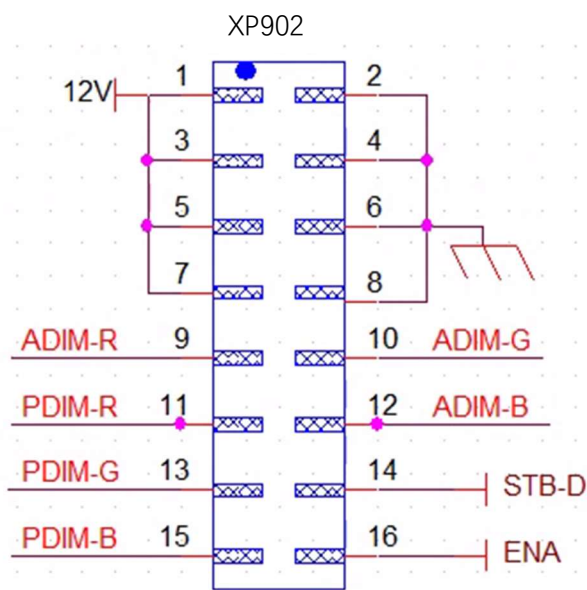 XP902
12V 1 2
3 4
5 6
7 8
ADIM-R 9 10 ADIM-G
PDIM-R 11 12 ADIM-B
PDIM-G 13 14 STB-D
PDIM-B 15 16 ENA